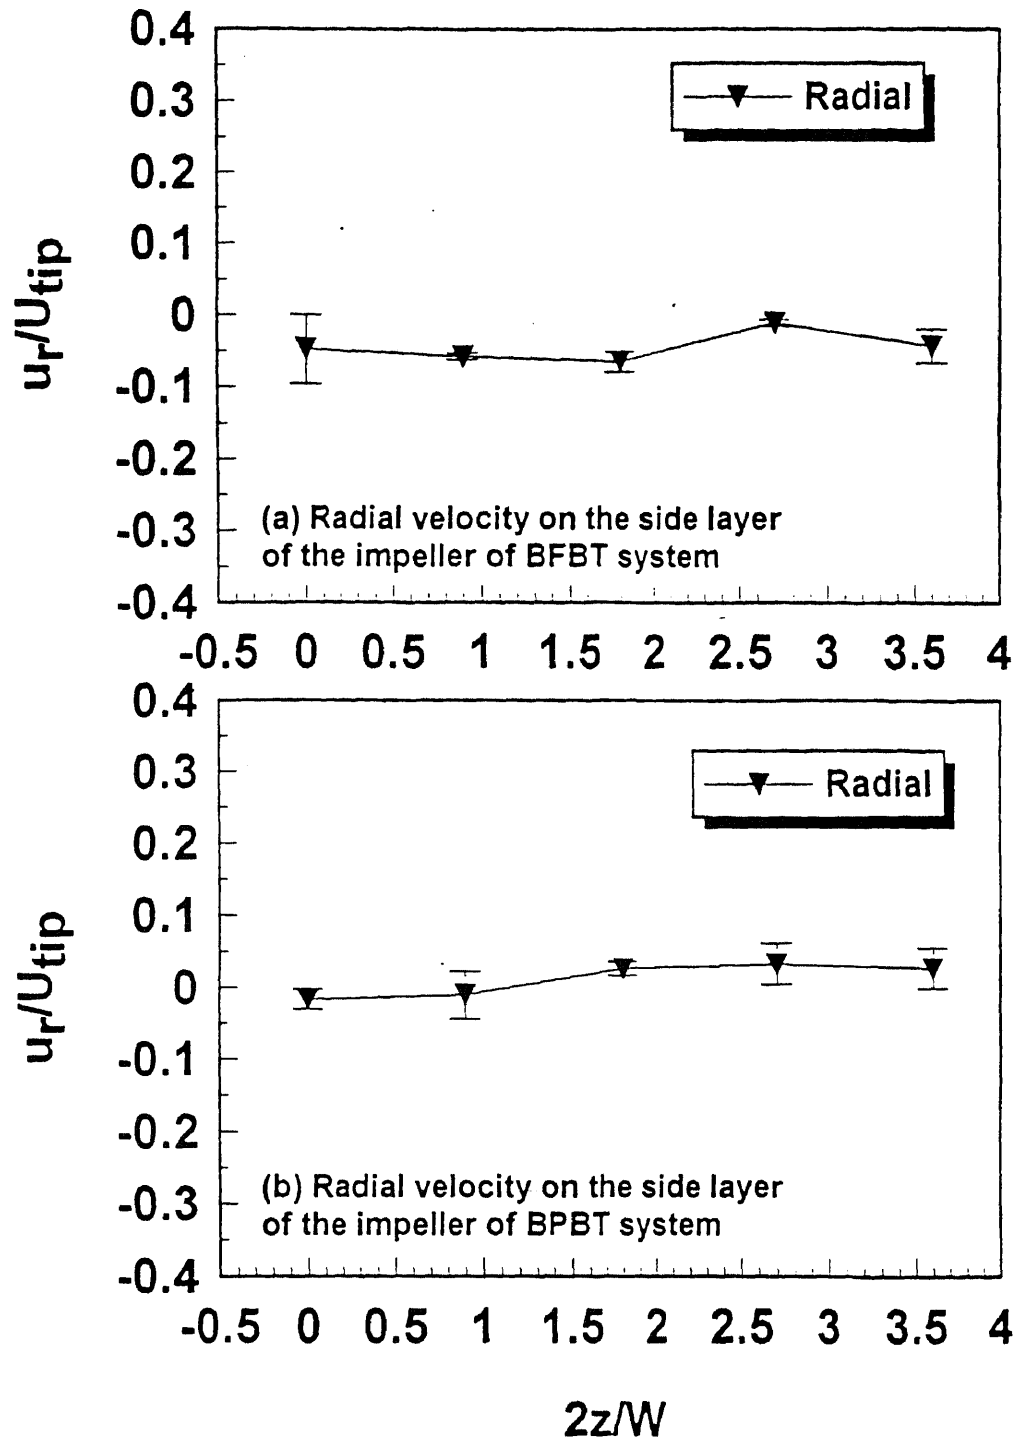 0.4
0.3
0.2
0.1
0
-0.1
-0.2
-0.3
-0.4
ur/Utip
Radial
(a) Radial velocity on the side layer
of the impeller of BFBT system
-0.5 0 0.5 1 1.5 2 2.5 3 3.5 4
0.4
0.3
0.2
0.1
0
-0.1
-0.2
-0.3
-0.4
ur/Utip
Radial
(b) Radial velocity on the side layer
of the impeller of BPBT system
-0.5 0 0.5 1 1.5 2 2.5 3 3.5 4
2z/W